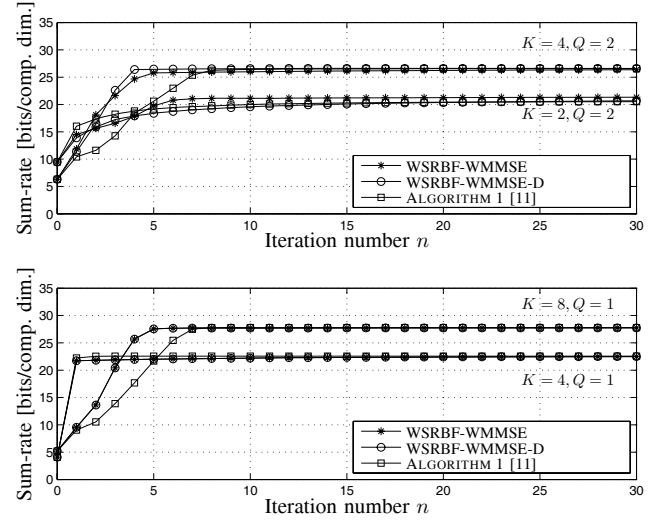 35
30
25
20
15
10
5
0
Sum-rate [bits/comp. dim.]
K = 4, Q = 2
K = 2, Q = 2
WSRBF-WMMSE
WSRBF-WMMSE-D
ALGORITHM 1 [11]
0 5 10 15 20 25 30
Iteration number n
35
30
25
20
15
10
5
0
Sum-rate [bits/comp. dim.]
K = 8, Q = 1
K = 4, Q = 1
WSRBF-WMMSE
WSRBF-WMMSE-D
ALGORITHM 1 [11]
0 5 10 15 20 25 30
Iteration number n